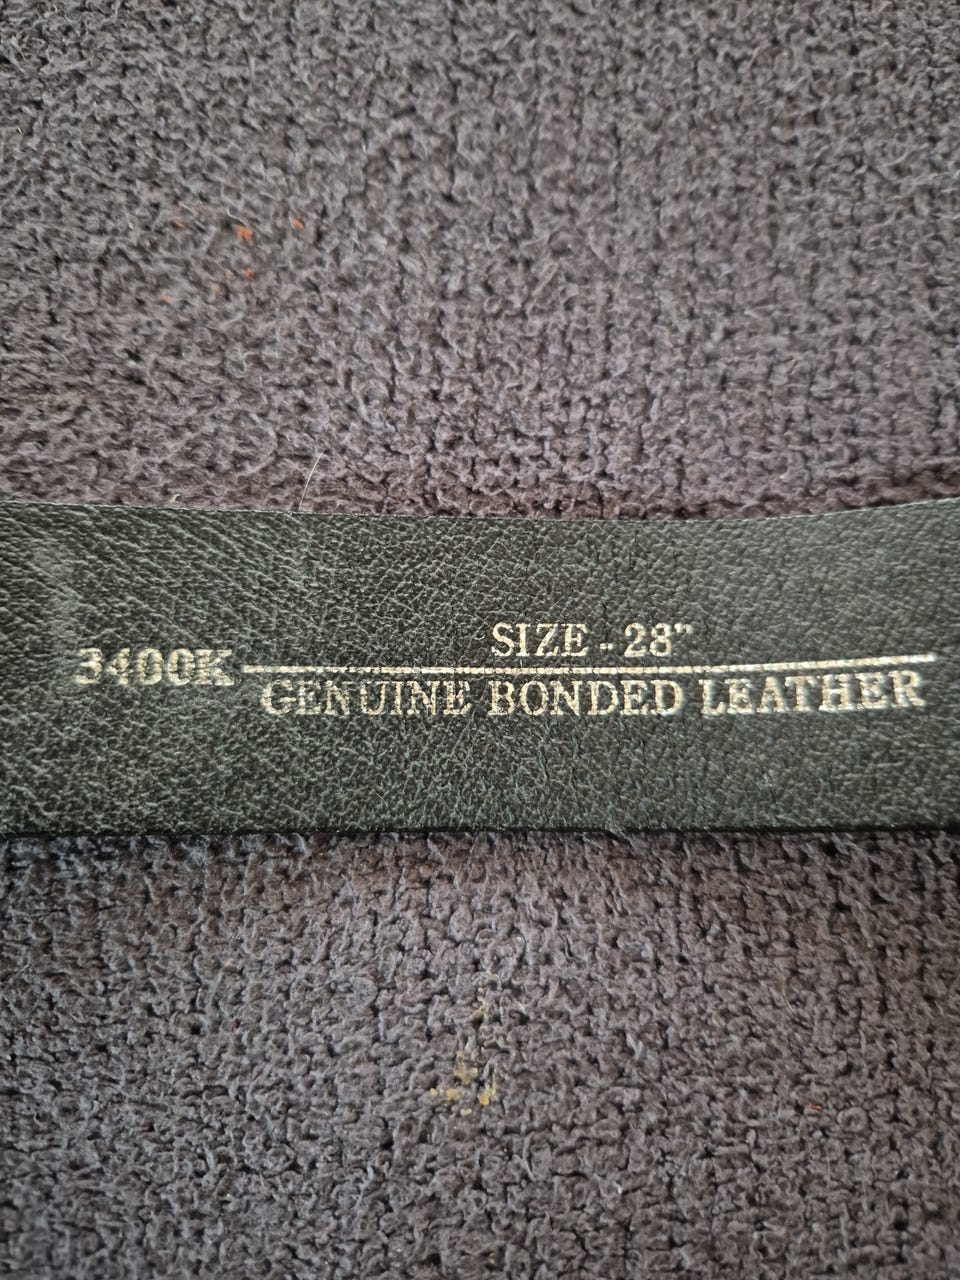 3400K
SIZE - 28"
GENUINE BONDED LEATHER